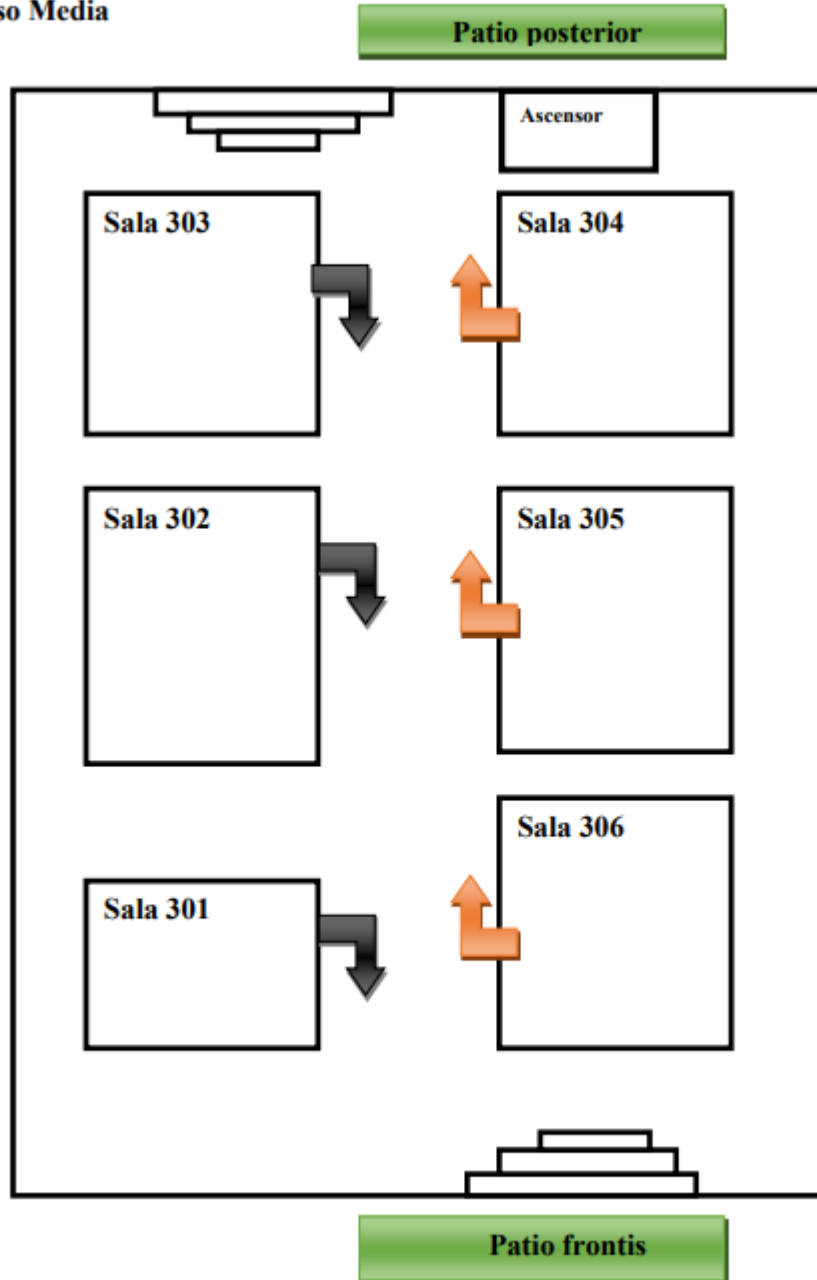 so Media
Patio posterior
Ascensor
Sala 303
Sala 304
Sala 302
Sala 305
Sala 306
Sala 301
Patio frontis